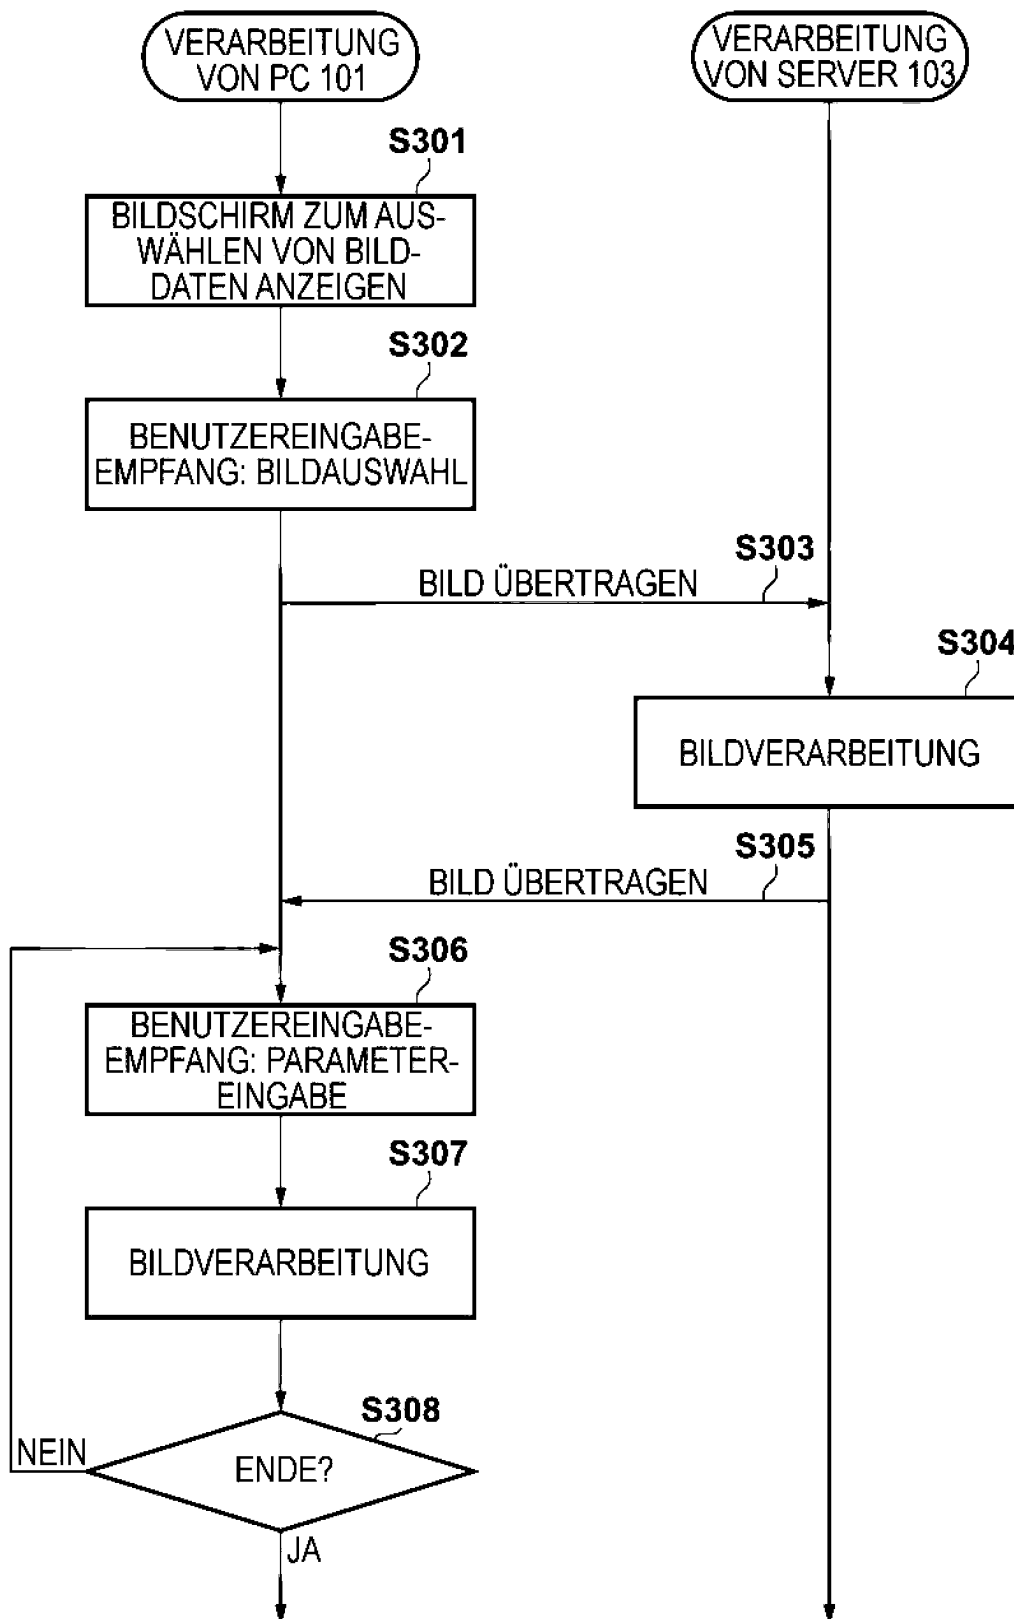 VERARBEITUNG
VON PC 101
VERARBEITUNG
VON SERVER 103
S301
BILDSCHIRM ZUM AUS-
WÄHLEN VON BILD-
DATEN ANZEIGEN
S302
BENUTZEREINGABE-
EMPFANG: BILDAUSWAHL
S303
BILD ÜBERTRAGEN
S304
BILDVERARBEITUNG
S305
BILD ÜBERTRAGEN
S306
BENUTZEREINGABE-
EMPFANG: PARAMETER-
EINGABE
S307
BILDVERARBEITUNG
S308
NEIN
ENDE?
JA